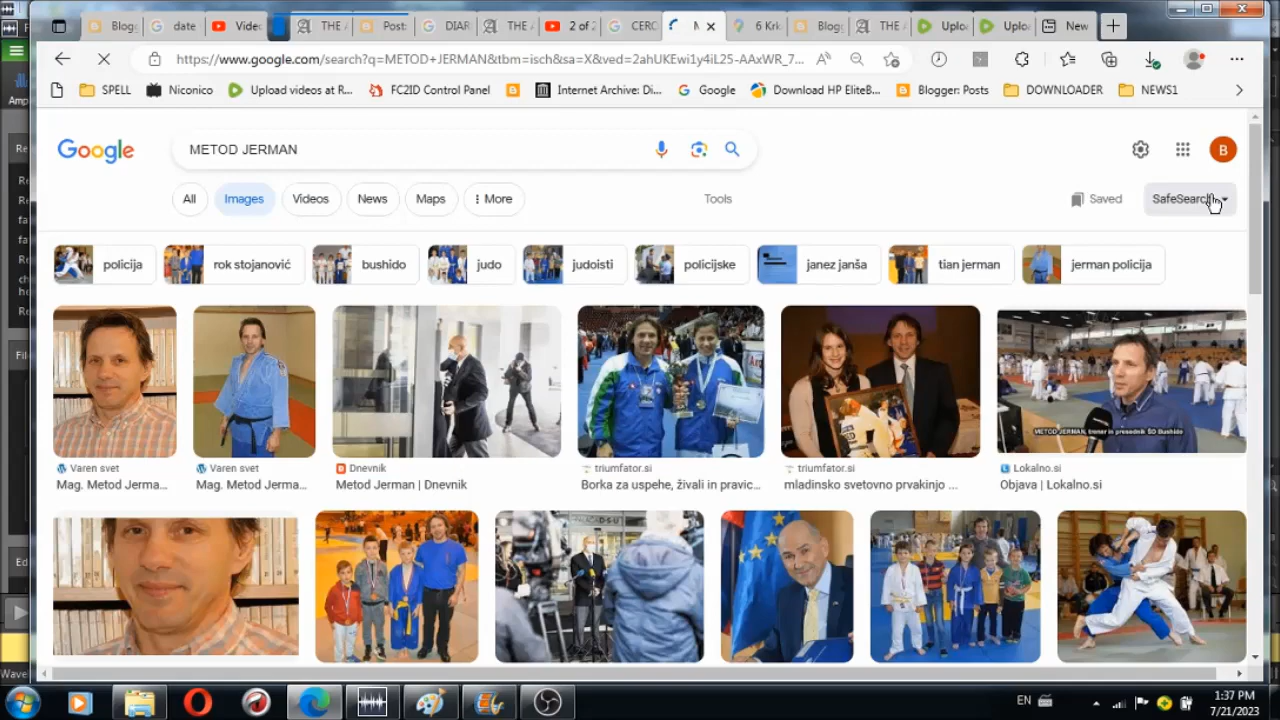 Blog
date
Vide
THE A
Post:
DIAR
THE A
2 of 2
CERC
6 Krk
Blog
THE A
Uplo
Uplo
New
https://www.google.com/search?q=METOD+JERMAN&tbm=isch&sa=X&ved=2ahUKEwi1y4iL25-AAxWR_7...
SPELL
Niconico
Upload videos at R...
FC2ID Control Panel
Internet Archive: Di...
Google
Download HP EliteB...
Blogger: Posts
DOWNLOADER
NEWS1
Google
METOD JERMAN
B
All
Images
Videos
News
Maps
More
Tools
Saved
SafeSearch
policija
rok stojanović
bushido
judo
judoisti
policijske
janez janša
tian jerman
jerman policija
METOD JERMAN, trener in presednik ŠD Bushido
Varen svet
Varen svet
Dnevnik
triumfator.si
triumfator.si
Lokalno.si
Mag. Metod Jerma...
Mag. Metod Jerma...
Metod Jerman | Dnevnik
Borka za uspehe, živali in pravic...
mladinsko svetovno prvakinjo ...
Objava | Lokalno.si
Wave
EN
1:37 PM
7/21/2023